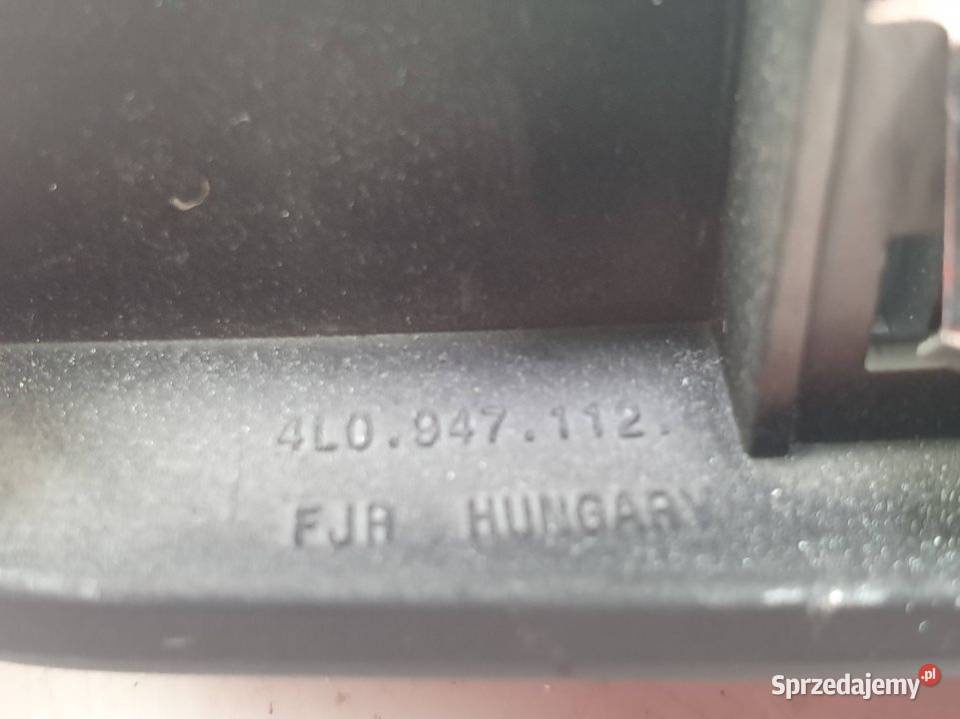 4L0.947.112.
FJR HUNGARY
Sprzedajemy.pl